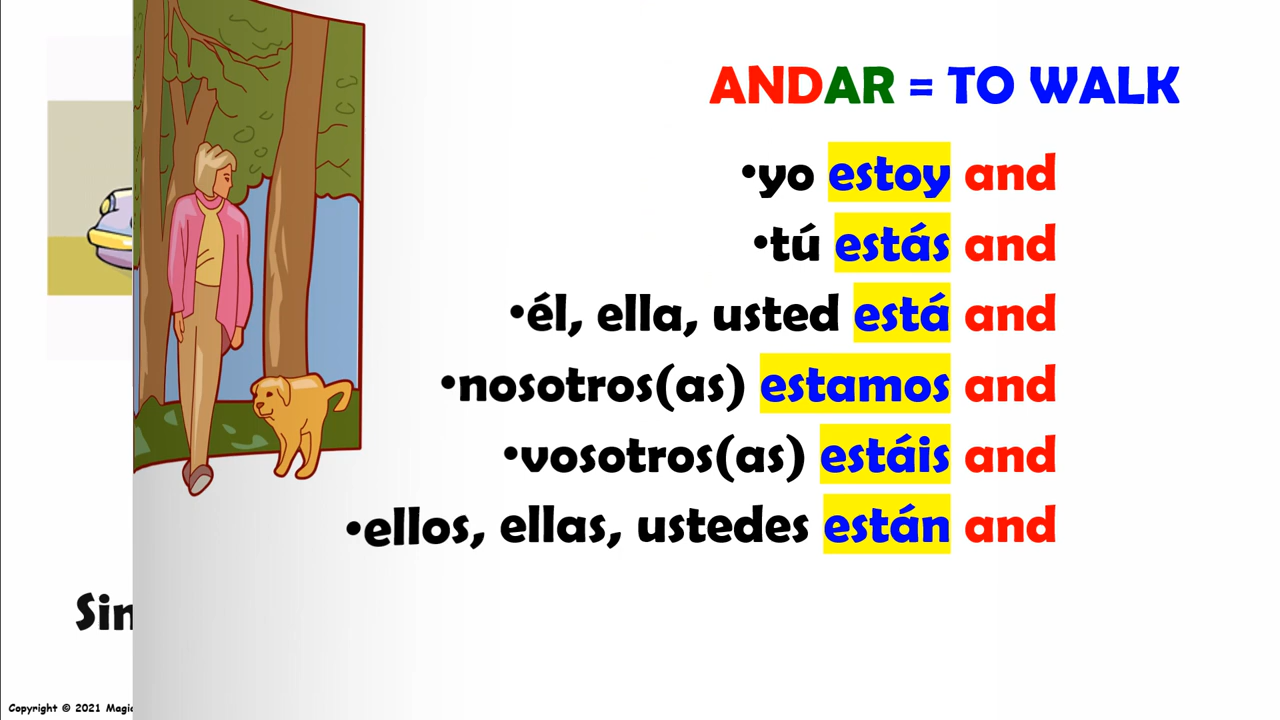 ANDAR = TO WALK
•yo estoy and
•tú estás and
•él, ella, usted está and
•nosotros(as) estamos and
•vosotros(as) estáis and
•ellos, ellas, ustedes están and
Sin
Copyright © 2021 Magic